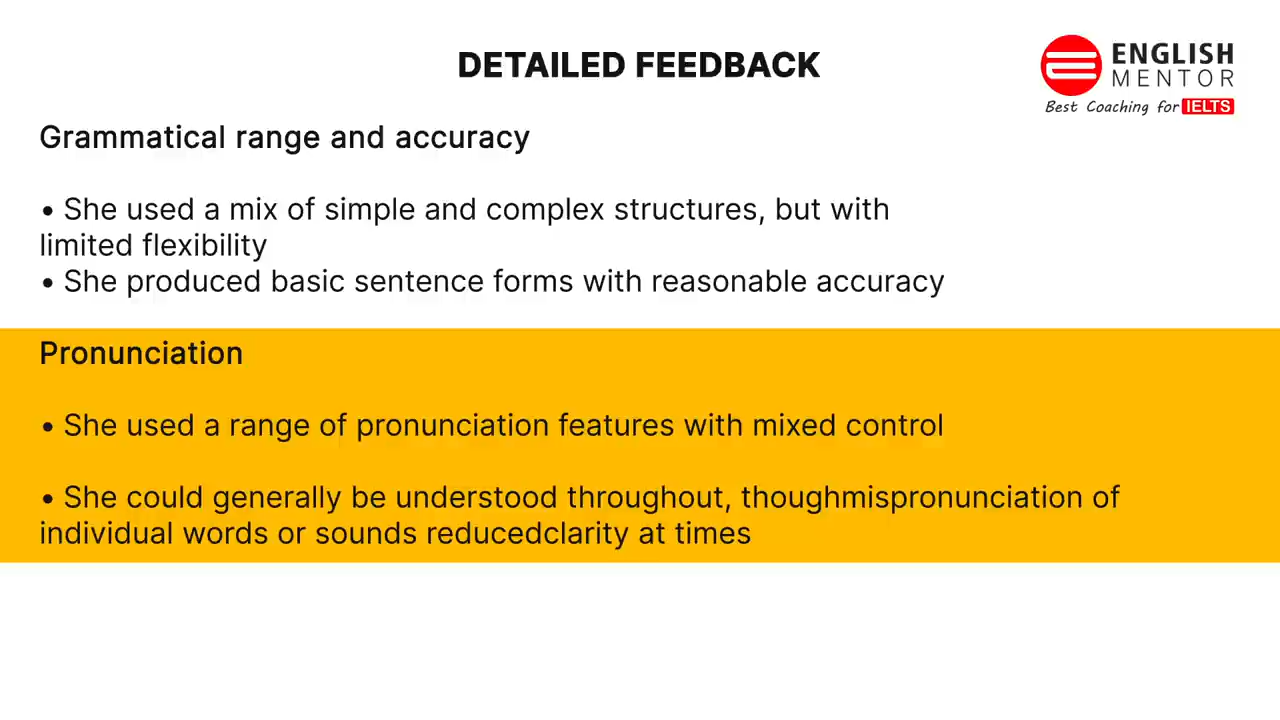 DETAILED FEEDBACK
ENGLISH
MENTOR
Best Coaching for IELTS
Grammatical range and accuracy
• She used a mix of simple and complex structures, but with
limited flexibility
• She produced basic sentence forms with reasonable accuracy
Pronunciation
• She used a range of pronunciation features with mixed control
• She could generally be understood throughout, thoughmispronunciation of
individual words or sounds reducedclarity at times